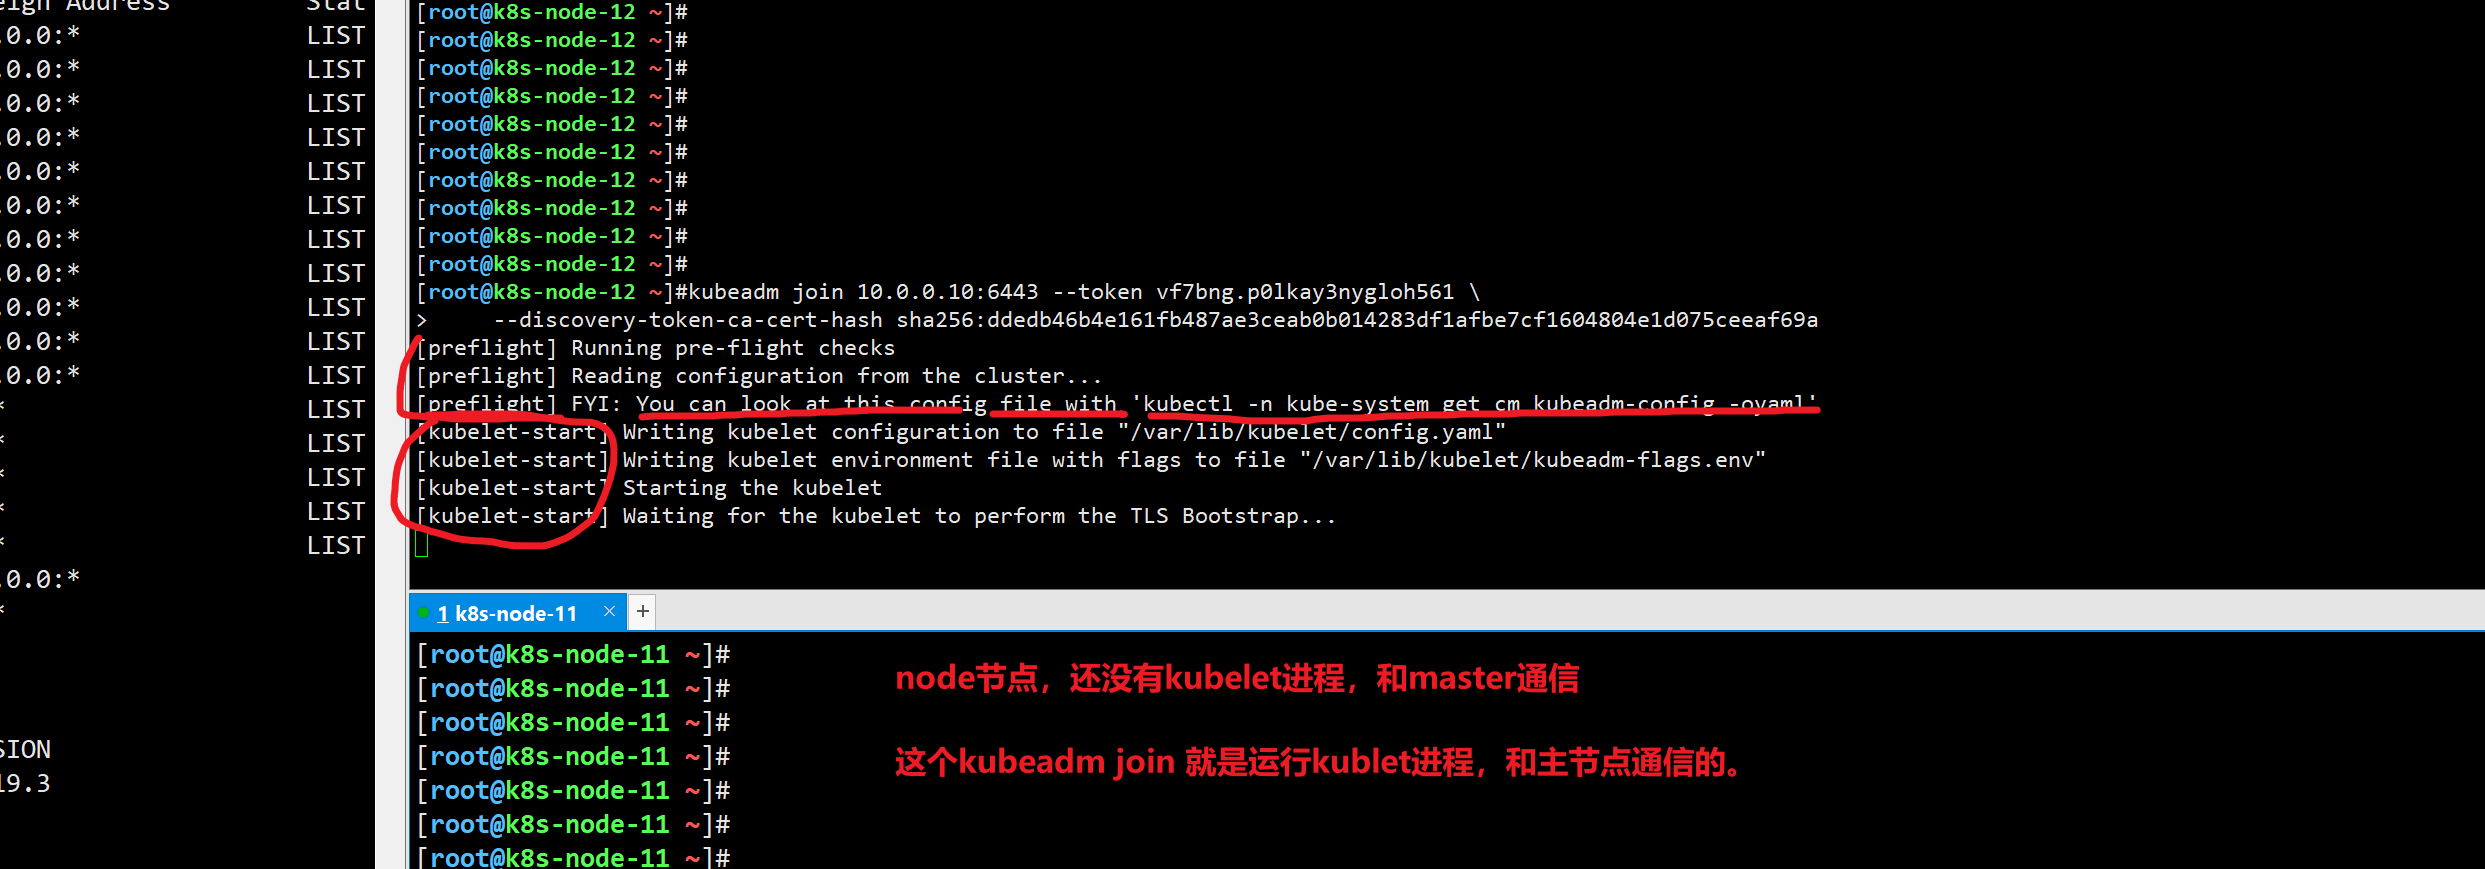 eign Address Stat
.0.0:* LIST
.0.0:* LIST
.0.0:* LIST
.0.0:* LIST
.0.0:* LIST
.0.0:* LIST
.0.0:* LIST
.0.0:* LIST
.0.0:* LIST
.0.0:* LIST
.0.0:* LIST
* LIST
* LIST
* LIST
* LIST
* LIST
.0.0:*
*
SION
19.3
[root@k8s-node-12 ~]#
[root@k8s-node-12 ~]#
[root@k8s-node-12 ~]#
[root@k8s-node-12 ~]#
[root@k8s-node-12 ~]#
[root@k8s-node-12 ~]#
[root@k8s-node-12 ~]#
[root@k8s-node-12 ~]#
[root@k8s-node-12 ~]#
[root@k8s-node-12 ~]#
[root@k8s-node-12 ~]#kubeadm join 10.0.0.10:6443 --token vf7bng.p0lkay3nygloh561 \
> --discovery-token-ca-cert-hash sha256:ddedb46b4e161fb487ae3ceab0b014283df1afbe7cf1604804e1d075ceeaf69a
[preflight] Running pre-flight checks
[preflight] Reading configuration from the cluster...
[preflight] FYI: You can look at this config file with 'kubectl -n kube-system get cm kubeadm-config -oyaml'
[kubelet-start] Writing kubelet configuration to file "/var/lib/kubelet/config.yaml"
[kubelet-start] Writing kubelet environment file with flags to file "/var/lib/kubelet/kubeadm-flags.env"
[kubelet-start] Starting the kubelet
[kubelet-start] Waiting for the kubelet to perform the TLS Bootstrap...
1 k8s-node-11 × +
[root@k8s-node-11 ~]#
[root@k8s-node-11 ~]#
[root@k8s-node-11 ~]#
[root@k8s-node-11 ~]#
[root@k8s-node-11 ~]#
[root@k8s-node-11 ~]#
[root@k8s-node-11 ~]#
node节点，还没有kubelet进程，和master通信
这个kubeadm join 就是运行kublet进程，和主节点通信的。